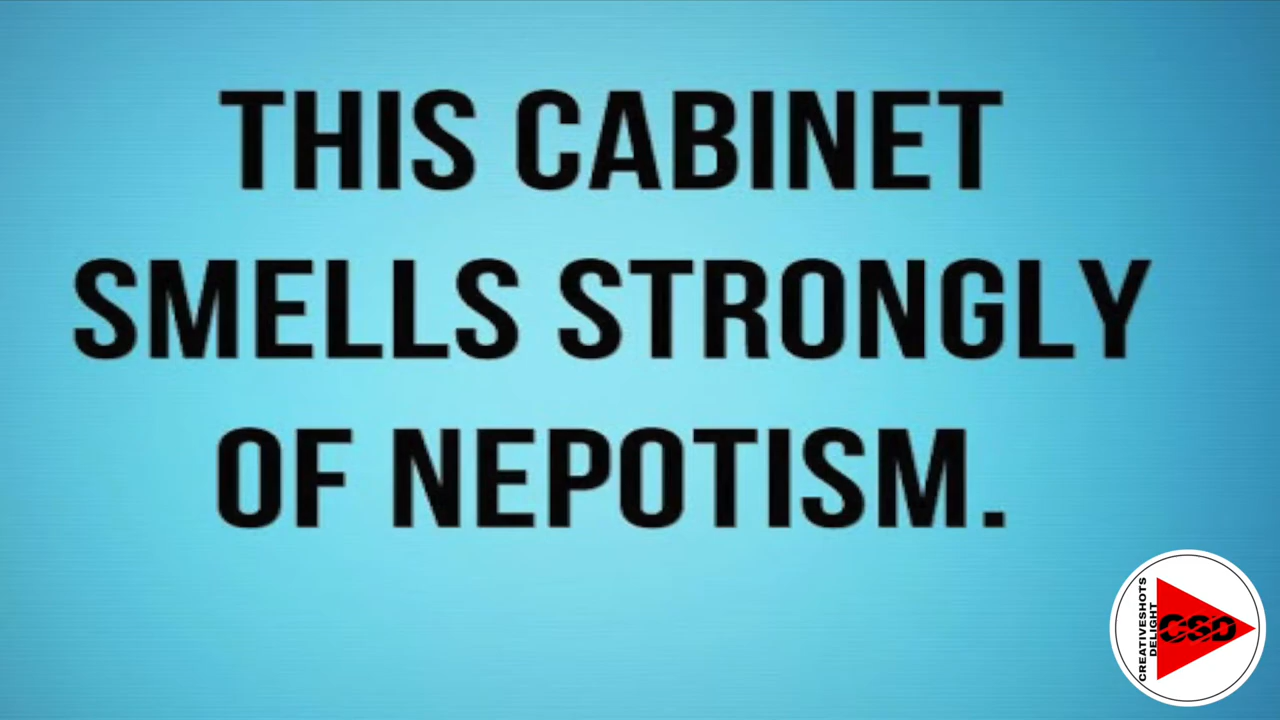 THIS CABINET
SMELLS STRONGLY
OF NEPOTISM.
CREATIVESHOTS
DELIGHT
CSD